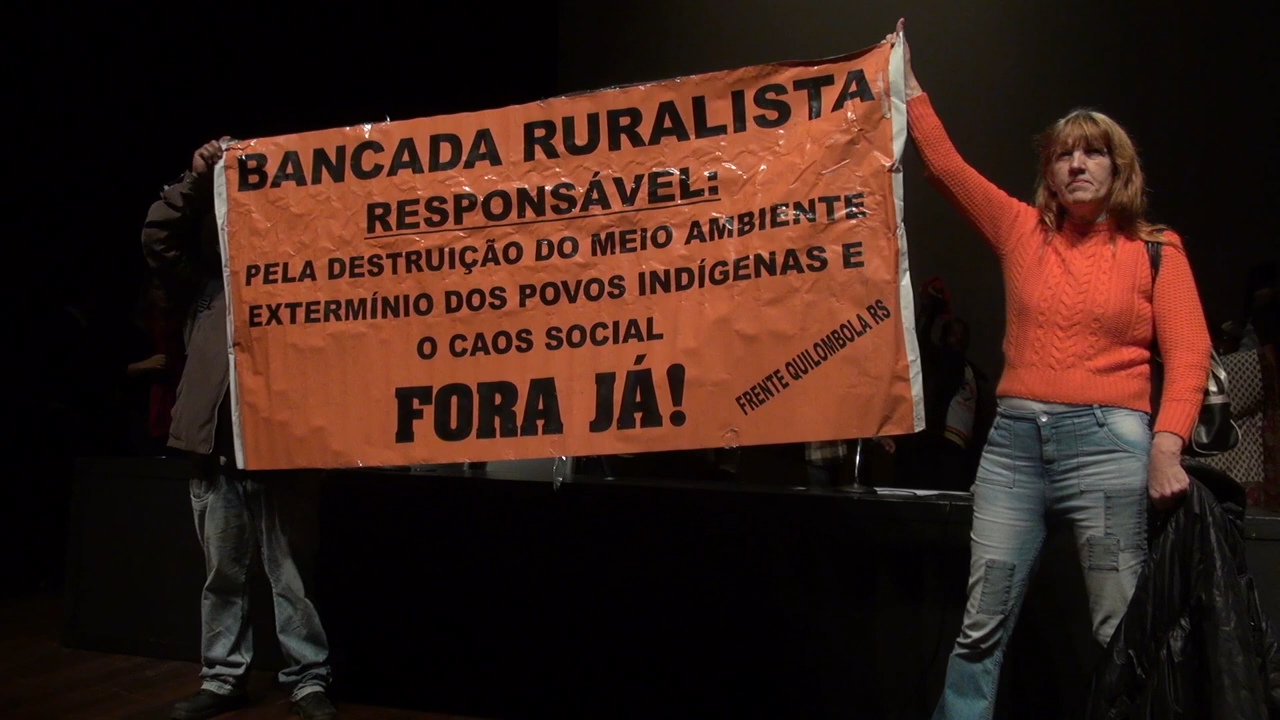 BANCADA RURALISTA
RESPONSÁVEL:
PELA DESTRUIÇÃO DO MEIO AMBIENTE
EXTERMÍNIO DOS POVOS INDÍGENAS E
O CAOS SOCIAL
FORA JÁ!
FRENTE QUILOMBOLA RS